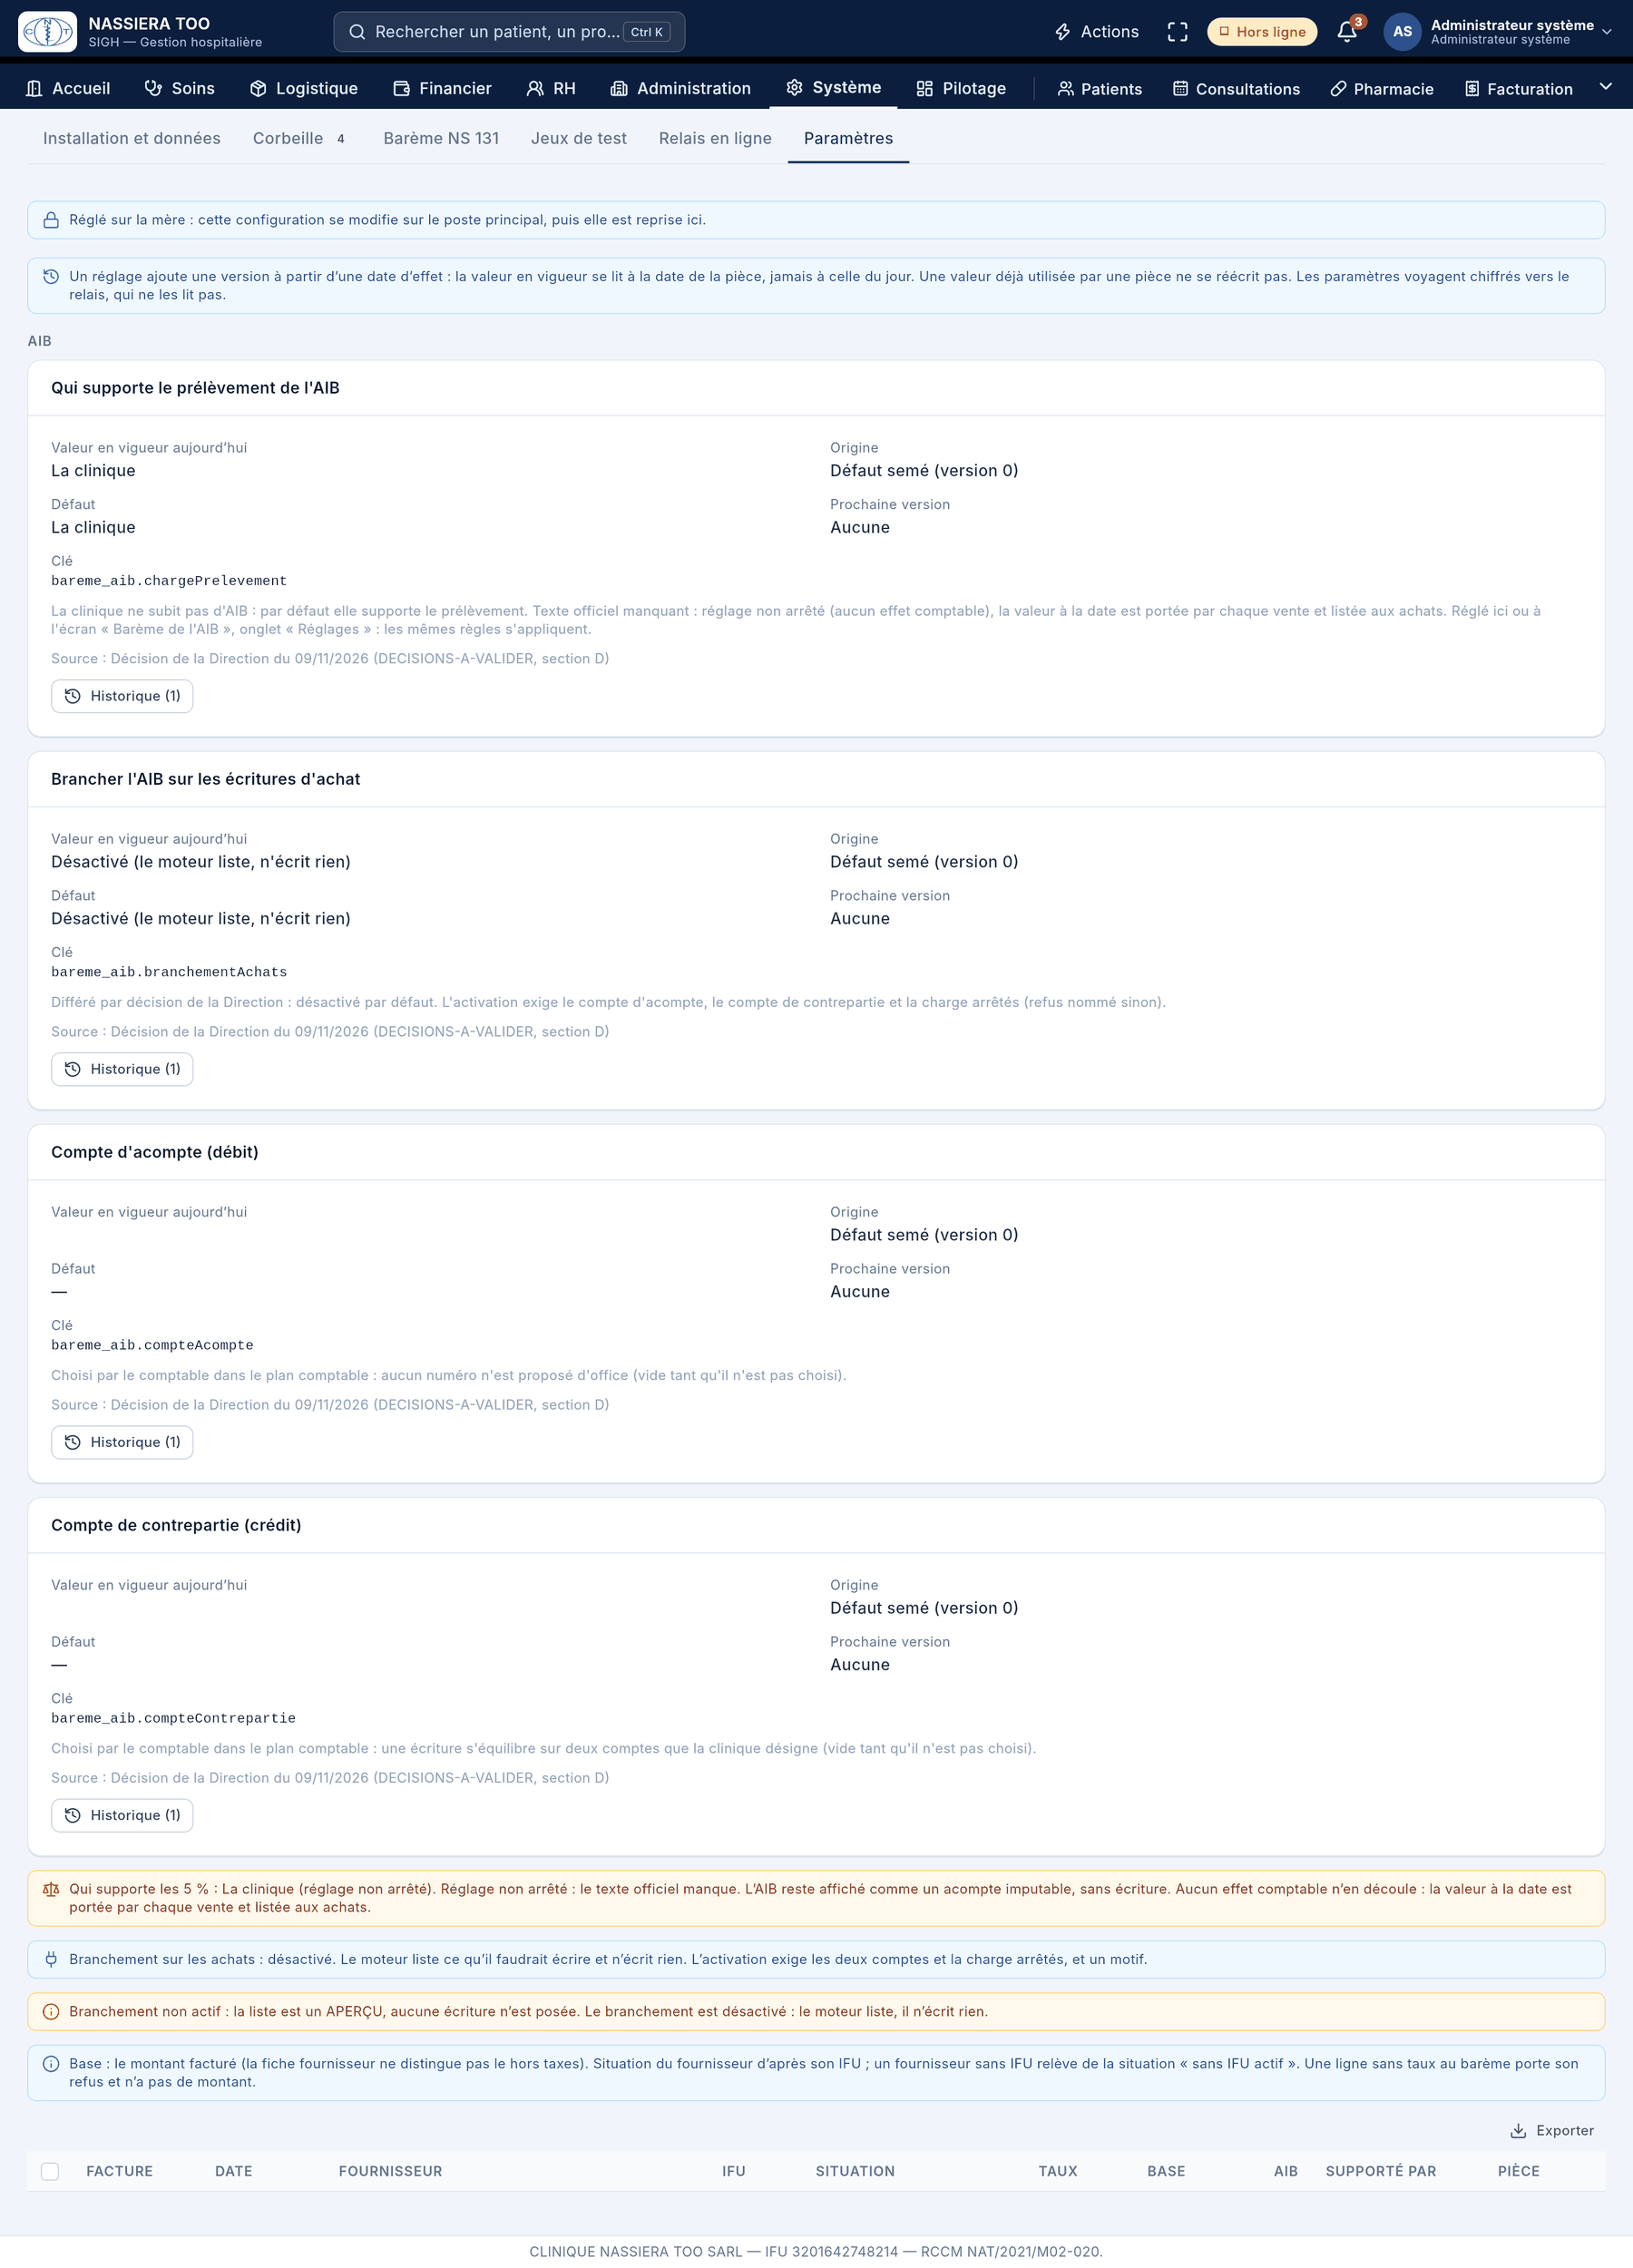 NASSIERA TOO
SIGH — Gestion hospitalière
Rechercher un patient, un pro... Ctrl K
Actions
Hors ligne
3
AS
Administrateur système
Administrateur système
Accueil
Soins
Logistique
Financier
RH
Administration
Système
Pilotage
Patients
Consultations
Pharmacie
Facturation
Installation et données
Corbeille 4
Barème NS 131
Jeux de test
Relais en ligne
Paramètres
Réglé sur la mère : cette configuration se modifie sur le poste principal, puis elle est reprise ici.
Un réglage ajoute une version à partir d’une date d’effet : la valeur en vigueur se lit à la date de la pièce, jamais à celle du jour. Une valeur déjà utilisée par une pièce ne se réécrit pas. Les paramètres voyagent chiffrés vers le
relais, qui ne les lit pas.
AIB
Qui supporte le prélèvement de l'AIB
Valeur en vigueur aujourd’hui
La clinique
Origine
Défaut semé (version 0)
Défaut
La clinique
Prochaine version
Aucune
Clé
bareme_aib.chargePrelevement
La clinique ne subit pas d'AIB : par défaut elle supporte le prélèvement. Texte officiel manquant : réglage non arrêté (aucun effet comptable), la valeur à la date est portée par chaque vente et listée aux achats. Réglé ici ou à
l'écran « Barème de l'AIB », onglet « Réglages » : les mêmes règles s'appliquent.
Source : Décision de la Direction du 09/11/2026 (DECISIONS-A-VALIDER, section D)
Historique (1)
Brancher l'AIB sur les écritures d'achat
Valeur en vigueur aujourd’hui
Désactivé (le moteur liste, n'écrit rien)
Origine
Défaut semé (version 0)
Défaut
Désactivé (le moteur liste, n'écrit rien)
Prochaine version
Aucune
Clé
bareme_aib.branchementAchats
Différé par décision de la Direction : désactivé par défaut. L'activation exige le compte d'acompte, le compte de contrepartie et la charge arrêtés (refus nommé sinon).
Source : Décision de la Direction du 09/11/2026 (DECISIONS-A-VALIDER, section D)
Historique (1)
Compte d'acompte (débit)
Valeur en vigueur aujourd’hui
Origine
Défaut semé (version 0)
Défaut
—
Prochaine version
Aucune
Clé
bareme_aib.compteAcompte
Choisi par le comptable dans le plan comptable : aucun numéro n'est proposé d'office (vide tant qu'il n'est pas choisi).
Source : Décision de la Direction du 09/11/2026 (DECISIONS-A-VALIDER, section D)
Historique (1)
Compte de contrepartie (crédit)
Valeur en vigueur aujourd’hui
Origine
Défaut semé (version 0)
Défaut
—
Prochaine version
Aucune
Clé
bareme_aib.compteContrepartie
Choisi par le comptable dans le plan comptable : une écriture s'équilibre sur deux comptes que la clinique désigne (vide tant qu'il n'est pas choisi).
Source : Décision de la Direction du 09/11/2026 (DECISIONS-A-VALIDER, section D)
Historique (1)
Qui supporte les 5 % : La clinique (réglage non arrêté). Réglage non arrêté : le texte officiel manque. L’AIB reste affiché comme un acompte imputable, sans écriture. Aucun effet comptable n’en découle : la valeur à la date est
portée par chaque vente et listée aux achats.
Branchement sur les achats : désactivé. Le moteur liste ce qu’il faudrait écrire et n’écrit rien. L’activation exige les deux comptes et la charge arrêtés, et un motif.
Branchement non actif : la liste est un APERÇU, aucune écriture n’est posée. Le branchement est désactivé : le moteur liste, il n’écrit rien.
Base : le montant facturé (la fiche fournisseur ne distingue pas le hors taxes). Situation du fournisseur d’après son IFU ; un fournisseur sans IFU relève de la situation « sans IFU actif ». Une ligne sans taux au barème porte son
refus et n’a pas de montant.
Exporter
FACTURE DATE FOURNISSEUR IFU SITUATION TAUX BASE AIB SUPPORTÉ PAR PIÈCE
CLINIQUE NASSIERA TOO SARL — IFU 3201642748214 — RCCM NAT/2021/M02-020.